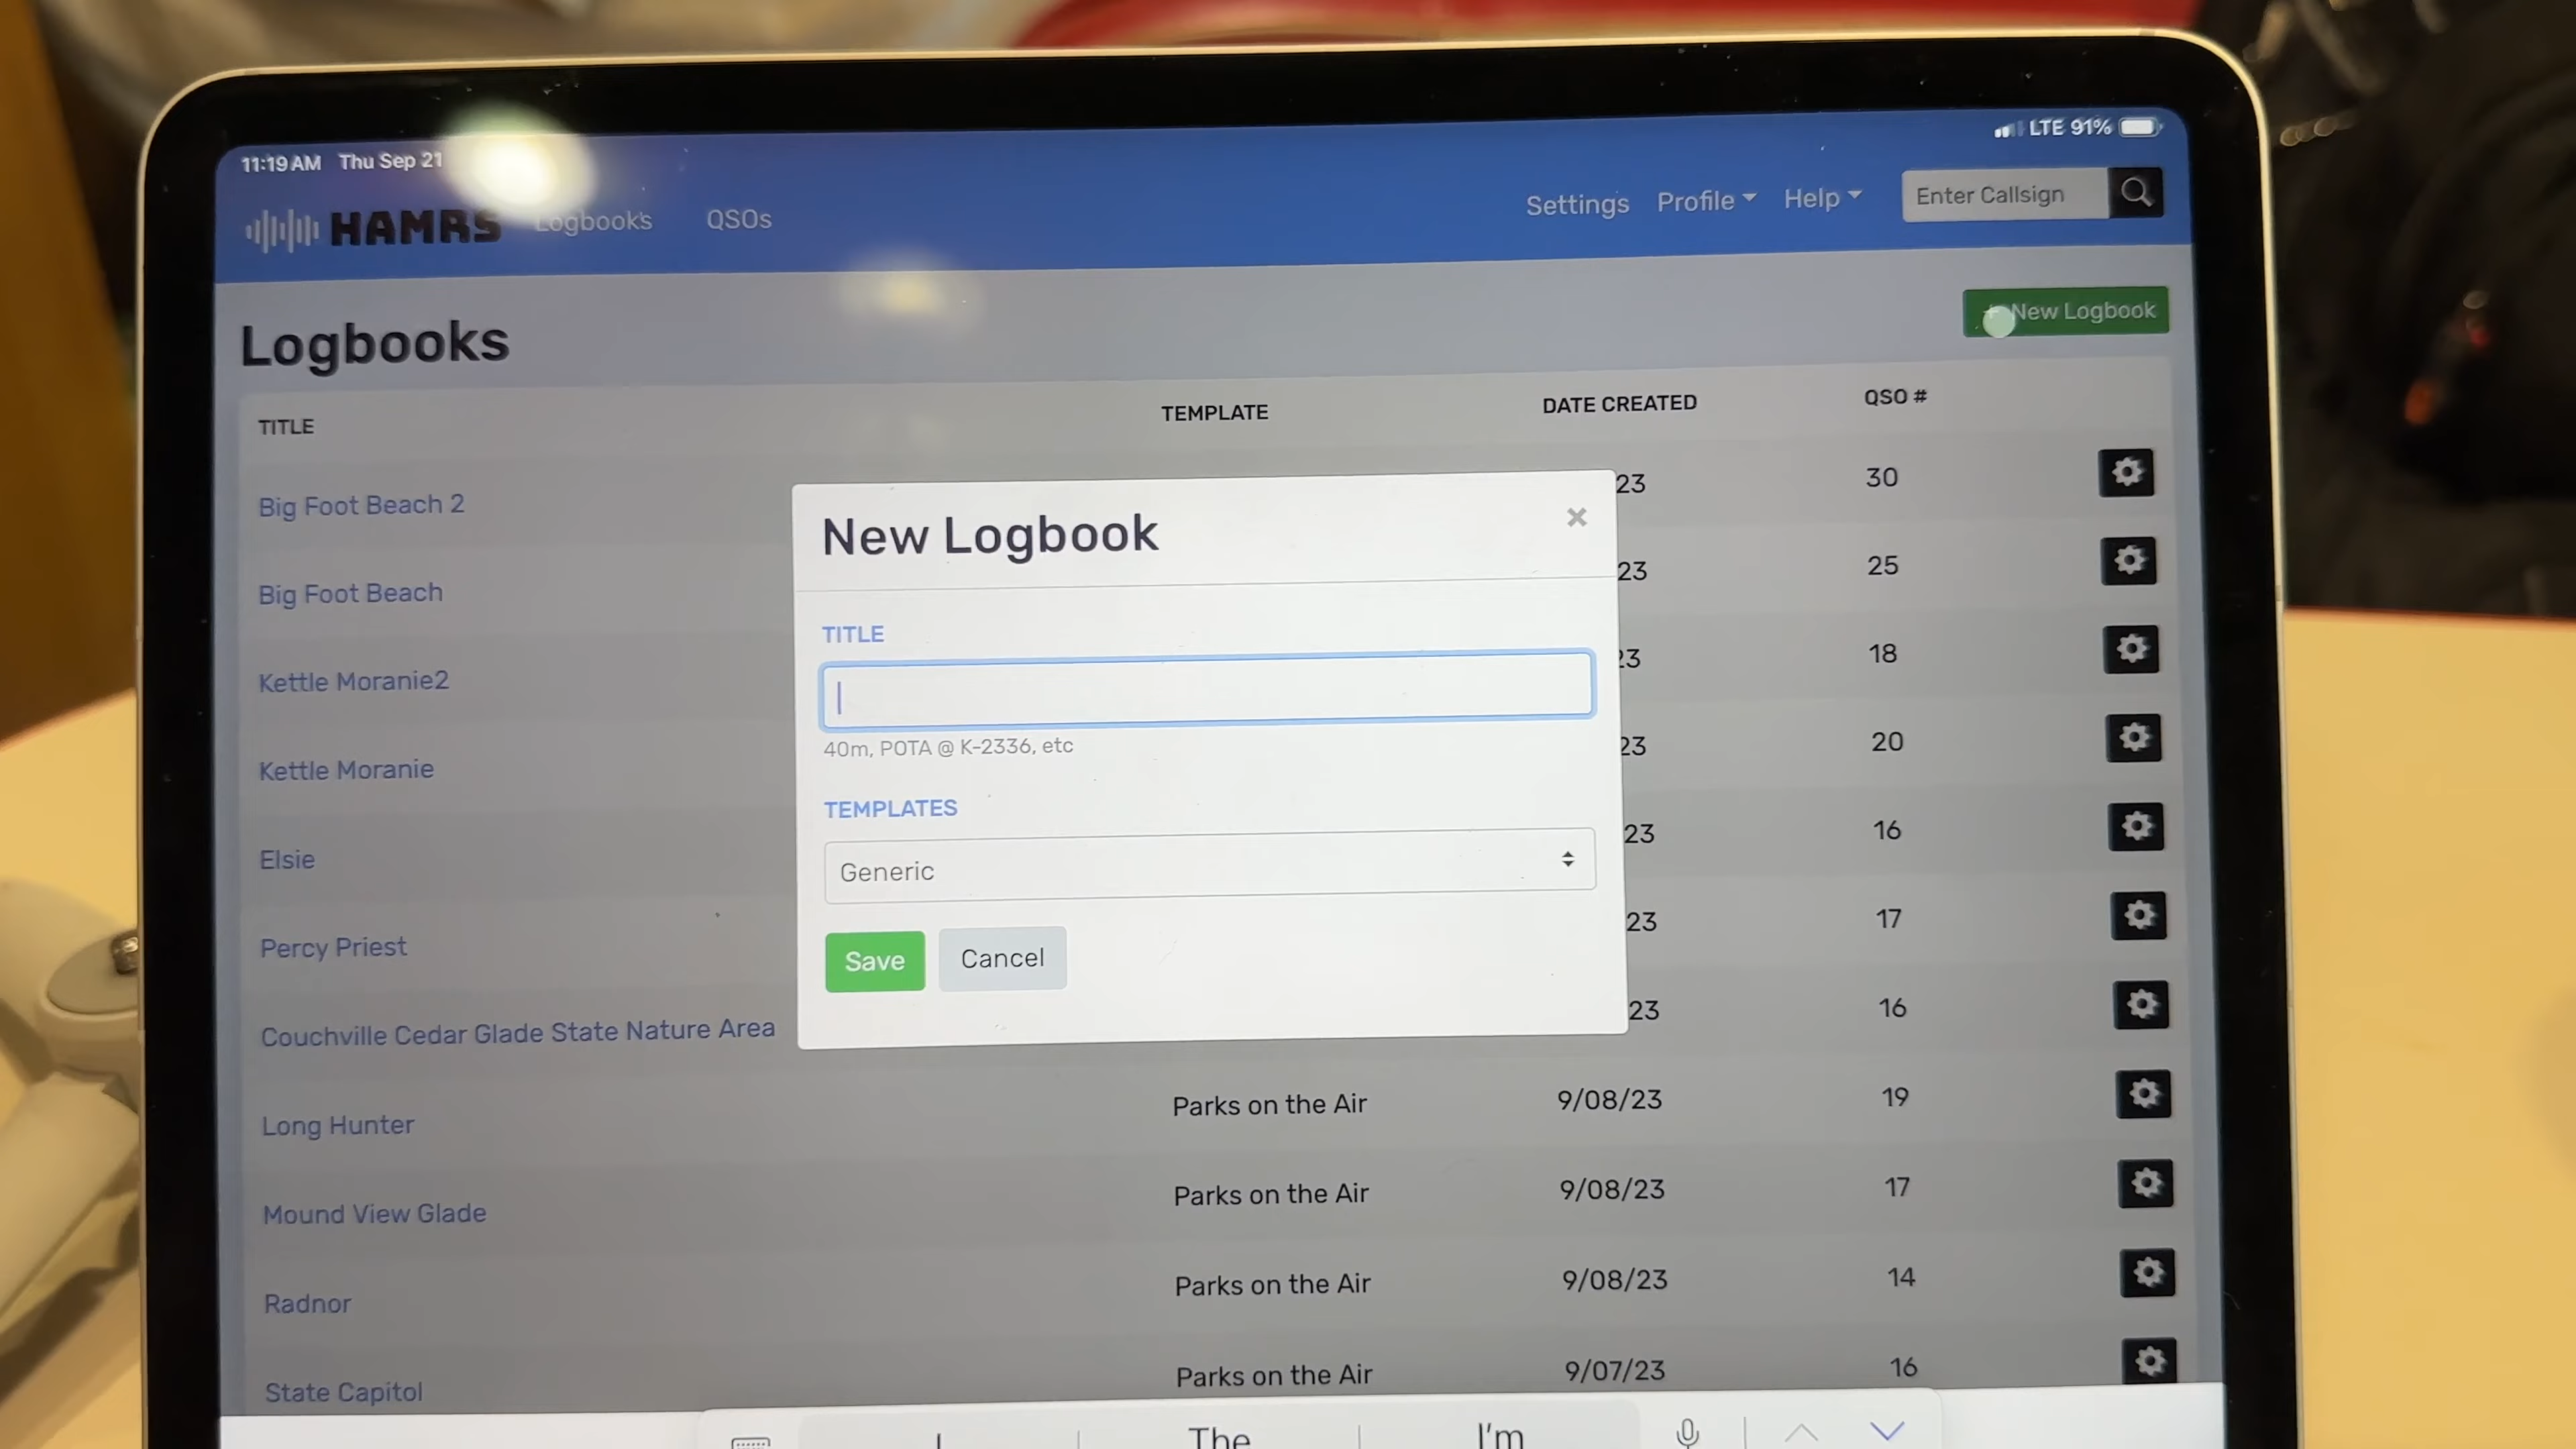 11:19 AM Thu Sep 21 LTE 91%
HAMRS Logbooks QSOs Settings Profile Help Enter Callsign
Logbooks New Logbook
TITLE TEMPLATE DATE CREATED QSO #
Big Foot Beach 2 23 30
Big Foot Beach 23 25
Kettle Moranie2 23 18
Kettle Moranie 23 20
Elsie 23 16
Percy Priest 23 17
Couchville Cedar Glade State Nature Area 23 16
Long Hunter Parks on the Air 9/08/23 19
Mound View Glade Parks on the Air 9/08/23 17
Radnor Parks on the Air 9/08/23 14
State Capitol Parks on the Air 9/07/23 16
New Logbook ×
TITLE
40m, POTA @ K-2336, etc
TEMPLATES
Generic
Save Cancel
I The I'm